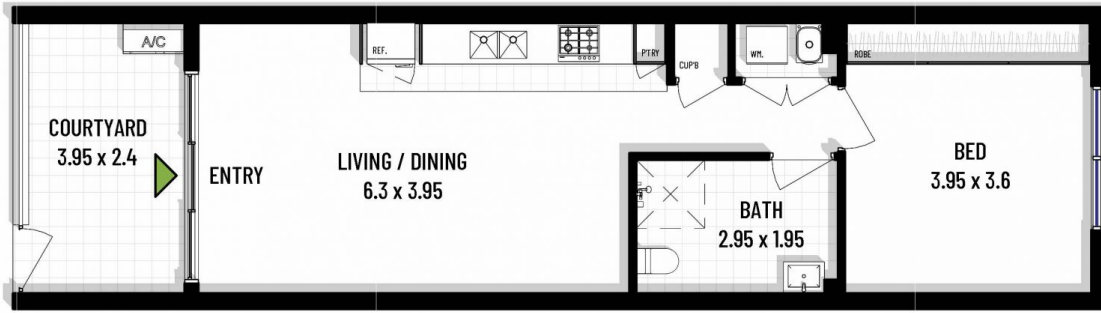 A/C
COURTYARD
3.95 x 2.4
ENTRY
REF.
LIVING / DINING
6.3 x 3.95
P'TRY
CUP'B
WM.
BATH
2.95 x 1.95
ROBE
BED
3.95 x 3.6